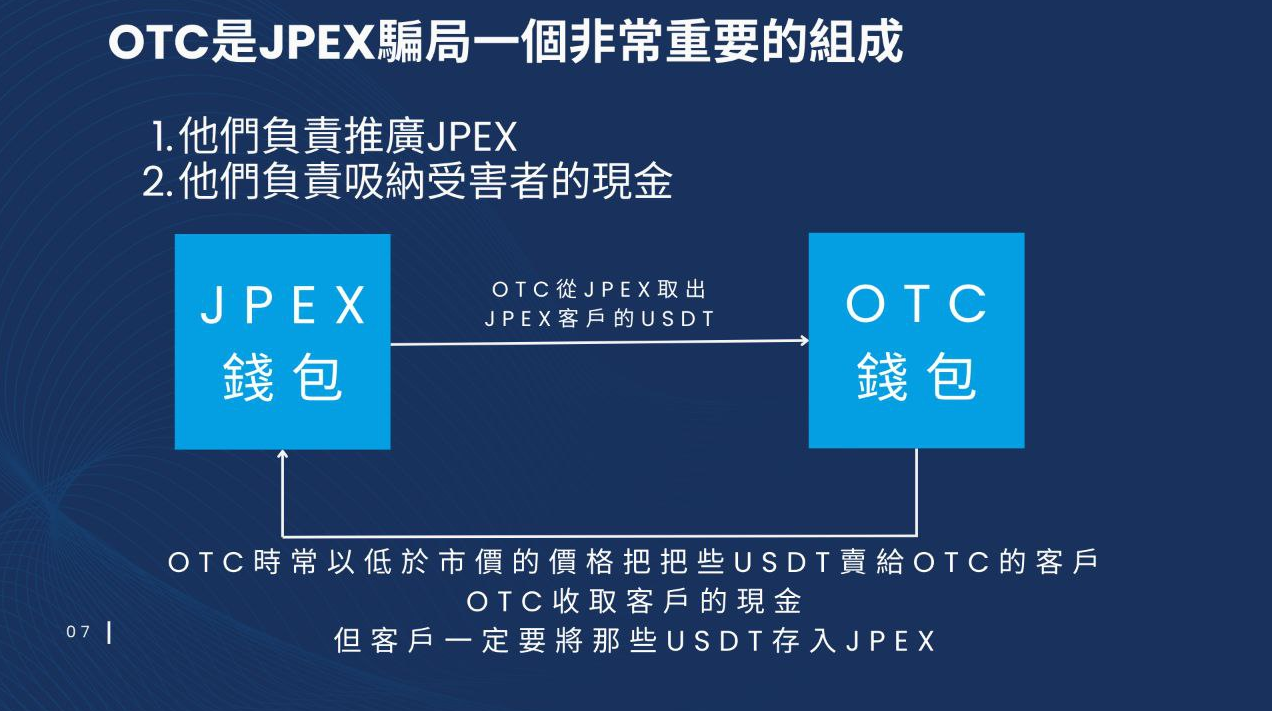 OTC是JPEX騙局一個非常重要的組成
1.他們負責推廣JPEX
2.他們負責吸納受害者的現金
JPEX
錢包
OTC從JPEX取出
JPEX客戶的USDT
OTC
錢包
OTC時常以低於市價的價格把把些USDT賣給OTC的客戶
OTC收取客戶的現金
但客戶一定要將那些USDT存入JPEX
07